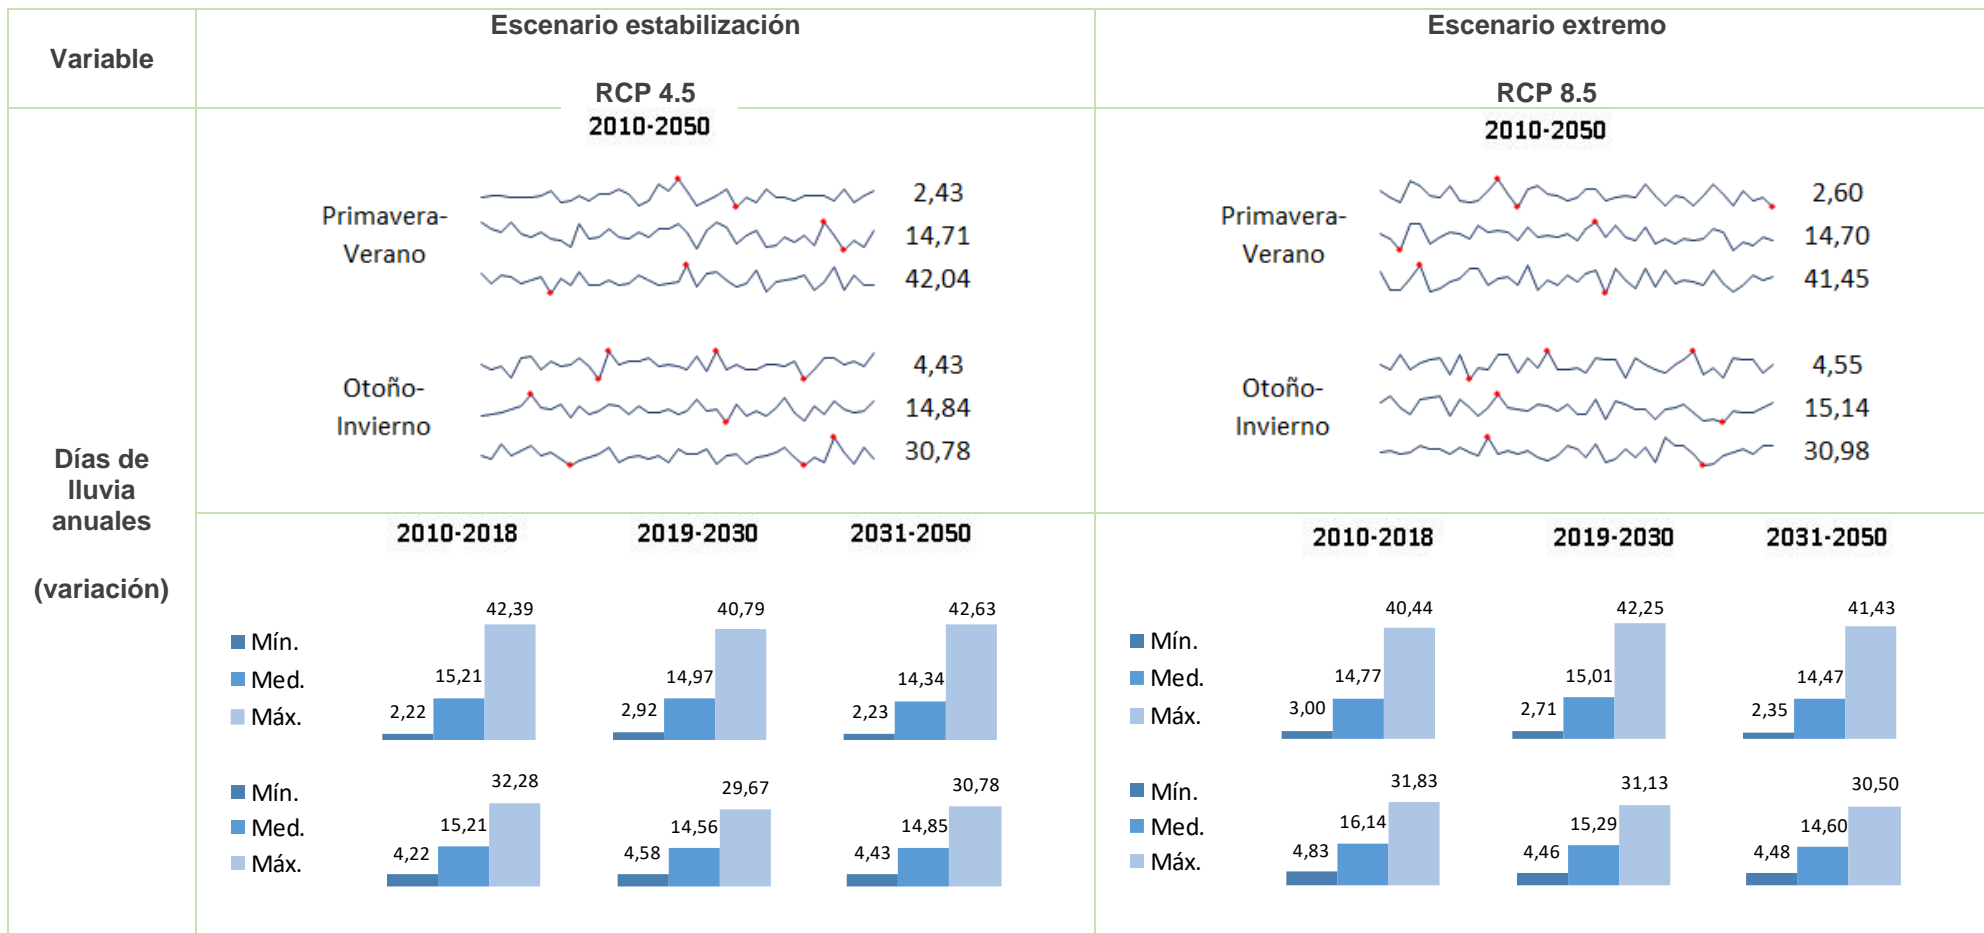 Variable
Escenario estabilización
RCP 4.5
Escenario extremo
RCP 8.5
Días de
lluvia
anuales
(variación)
2010-2050
Primavera-
Verano
2,43
14,71
42,04
Otoño-
Invierno
4,43
14,84
30,78
2010-2050
Primavera-
Verano
2,60
14,70
41,45
Otoño-
Invierno
4,55
15,14
30,98
2010-2018 2019-2030 2031-2050
Mín.
Med.
Máx.
2,22 15,21 42,39
2,92 14,97 40,79
2,23 14,34 42,63
Mín.
Med.
Máx.
4,22 15,21 32,28
4,58 14,56 29,67
4,43 14,85 30,78
2010-2018 2019-2030 2031-2050
Mín.
Med.
Máx.
3,00 14,77 40,44
2,71 15,01 42,25
2,35 14,47 41,43
Mín.
Med.
Máx.
4,83 16,14 31,83
4,46 15,29 31,13
4,48 14,60 30,50